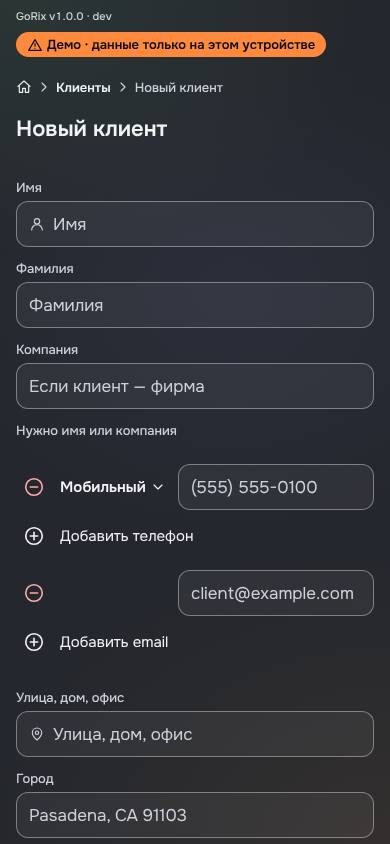 GoRix v1.0.0 · dev
Демо · данные только на этом устройстве
Клиенты Новый клиент
Новый клиент
Имя
Имя
Фамилия
Фамилия
Компания
Если клиент — фирма
Нужно имя или компания
Мобильный (555) 555-0100
Добавить телефон
client@example.com
Добавить email
Улица, дом, офис
Улица, дом, офис
Город
Pasadena, CA 91103